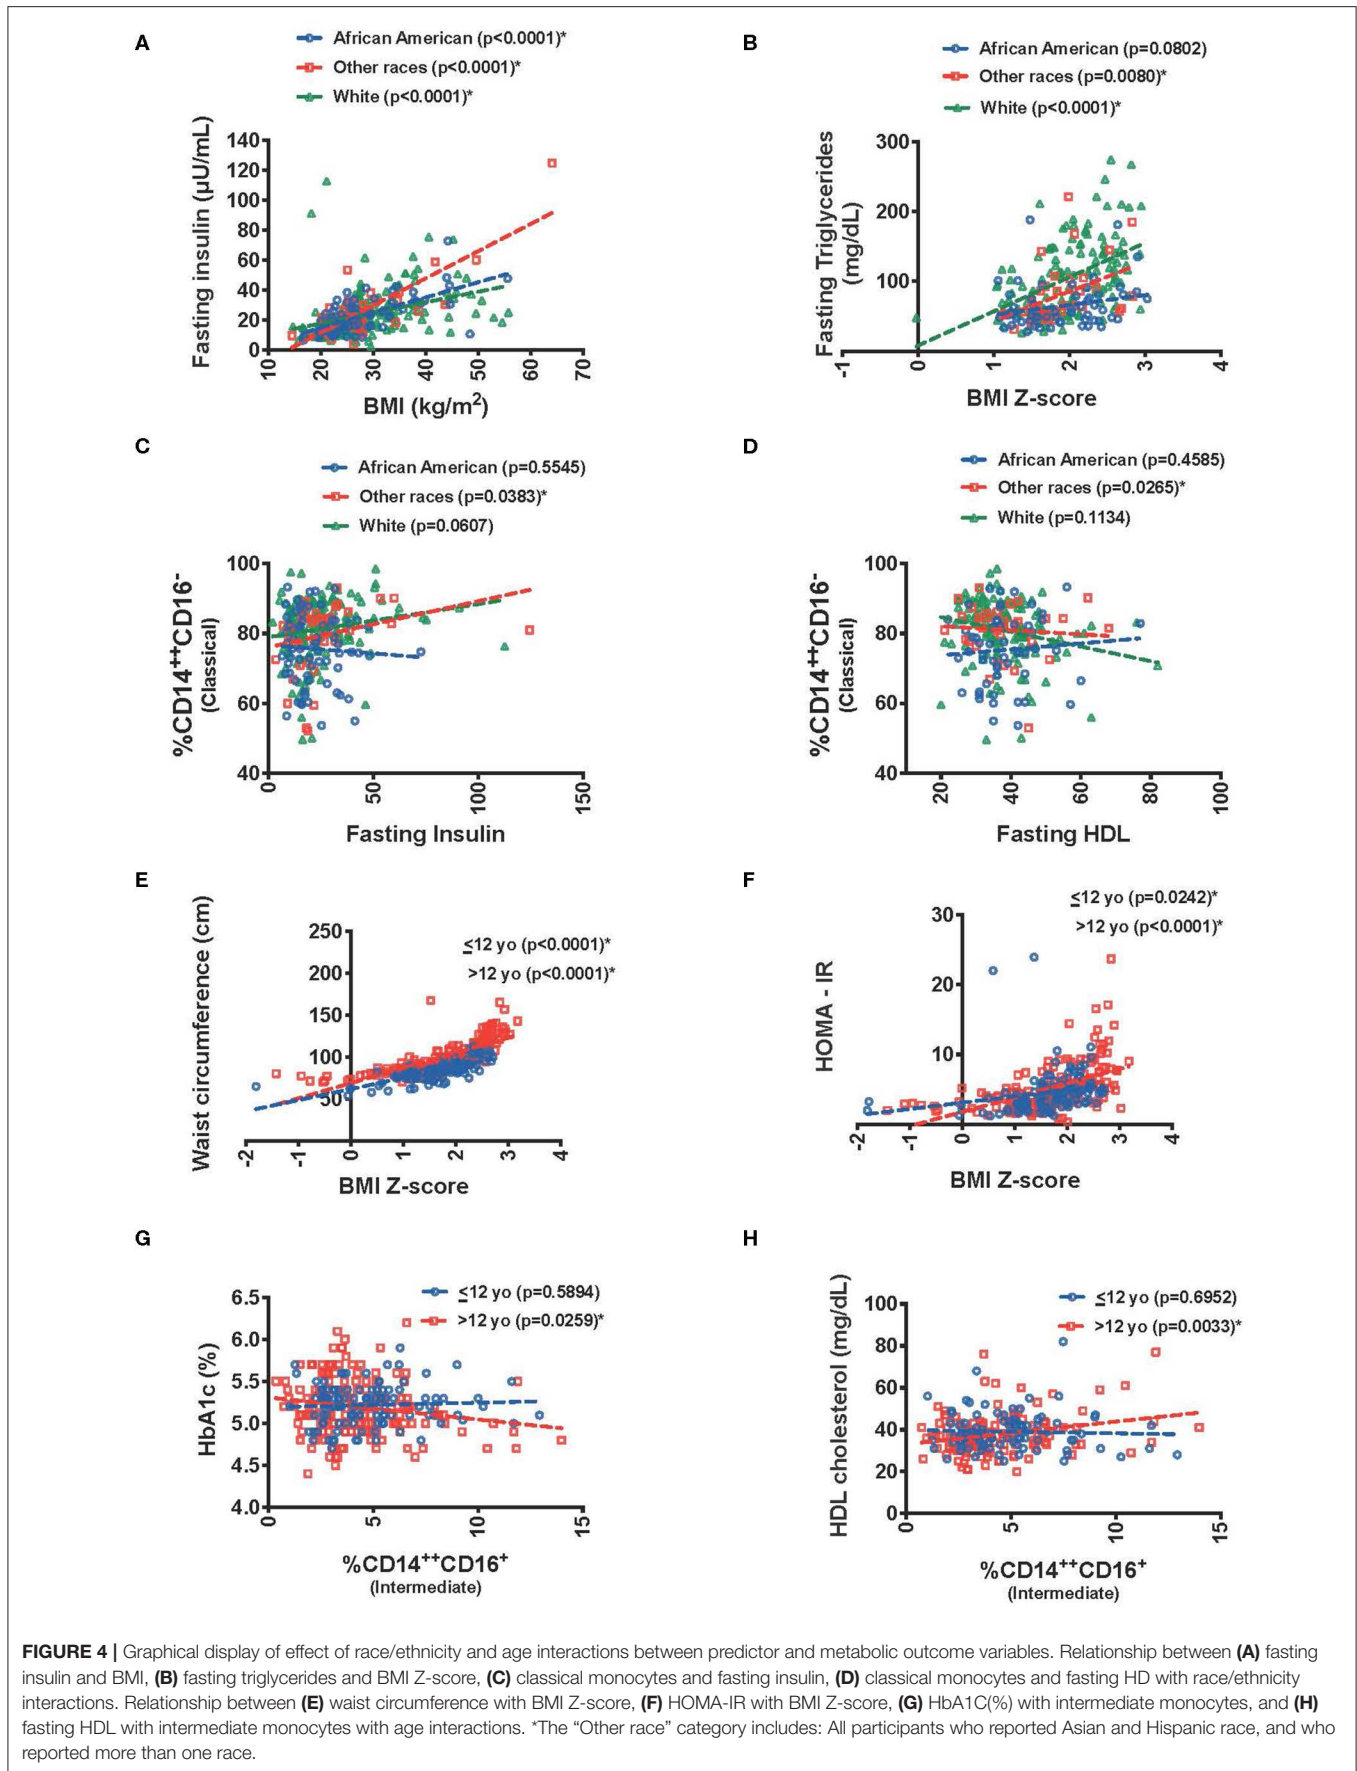 A
African American (p<0.0001)*
Other races (p<0.0001)*
White (p<0.0001)*
Fasting insulin (µU/mL)
140
120
100
80
60
40
20
0
10
20
30
40
50
60
70
BMI (kg/m²)
B
African American (p=0.0802)
Other races (p=0.0080)*
White (p<0.0001)*
Fasting Triglycerides
(mg/dL)
300
200
100
-1
0
1
2
3
4
BMI Z-score
C
African American (p=0.5545)
Other races (p=0.0383)*
White (p=0.0607)
%CD14⁺⁺CD16⁻
(Classical)
100
80
60
40
0
50
100
150
Fasting Insulin
D
African American (p=0.4585)
Other races (p=0.0265)*
White (p=0.1134)
%CD14⁺⁺CD16⁻
(Classical)
100
80
60
40
20
40
60
80
100
Fasting HDL
E
≤12 yo (p<0.0001)*
>12 yo (p<0.0001)*
Waist circumference (cm)
250
200
150
100
50
-2
-1
0
1
2
3
4
BMI Z-score
F
≤12 yo (p=0.0242)*
>12 yo (p<0.0001)*
HOMA - IR
30
20
10
-2
-1
0
1
2
3
4
BMI Z-score
G
≤12 yo (p=0.5894)
>12 yo (p=0.0259)*
HbA1c (%)
6.5
6.0
5.5
5.0
4.5
4.0
0
5
10
15
%CD14⁺⁺CD16⁺
(Intermediate)
H
≤12 yo (p=0.6952)
>12 yo (p=0.0033)*
HDL cholesterol (mg/dL)
100
80
60
40
20
0
0
5
10
15
%CD14⁺⁺CD16⁺
(Intermediate)
FIGURE 4 | Graphical display of effect of race/ethnicity and age interactions between predictor and metabolic outcome variables. Relationship between (A) fasting
insulin and BMI, (B) fasting triglycerides and BMI Z-score, (C) classical monocytes and fasting insulin, (D) classical monocytes and fasting HD with race/ethnicity
interactions. Relationship between (E) waist circumference with BMI Z-score, (F) HOMA-IR with BMI Z-score, (G) HbA1C(%) with intermediate monocytes, and (H)
fasting HDL with intermediate monocytes with age interactions. *The “Other race” category includes: All participants who reported Asian and Hispanic race, and who
reported more than one race.